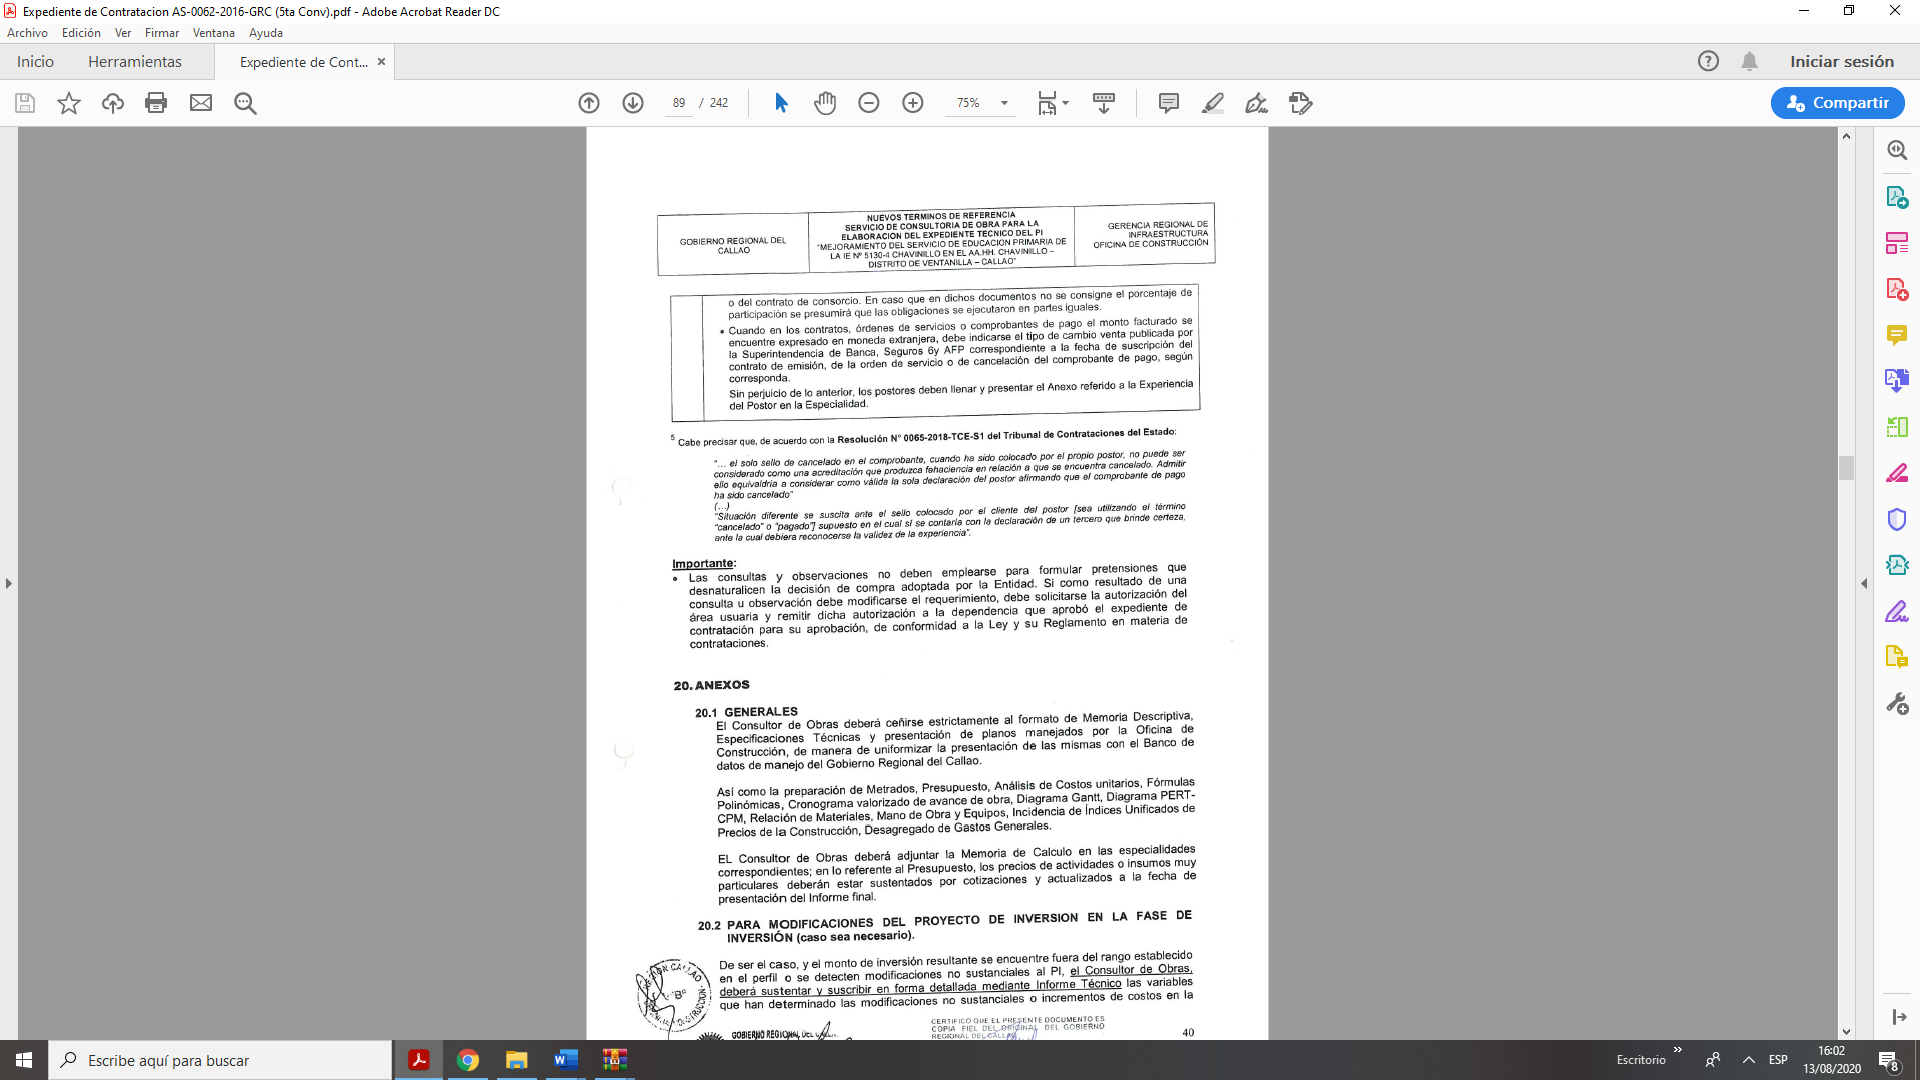 Expediente de Contratacion AS-0062-2016-GRC (5ta Conv).pdf - Adobe Acrobat Reader DC
Archivo Edición Ver Firmar Ventana Ayuda
Inicio Herramientas Expediente de Cont... Iniciar sesión
89 / 242 75% Compartir
GOBIERNO REGIONAL DEL
CALLAO
NUEVOS TERMINOS DE REFERENCIA
SERVICIO DE CONSULTORIA DE OBRA PARA LA
ELABORACION DEL EXPEDIENTE TECNICO DEL PI
"MEJORAMIENTO DEL SERVICIO DE EDUCACION PRIMARIA DE
LA IE Nº 5130-4 CHAVINILLO EN EL AA.HH. CHAVINILLO –
DISTRITO DE VENTANILLA – CALLAO"
GERENCIA REGIONAL DE
INFRAESTRUCTURA
OFICINA DE CONSTRUCCIÓN
o del contrato de consorcio. En caso que en dichos documentos no se consigne el porcentaje de
participación se presumirá que las obligaciones se ejecutaron en partes iguales.
• Cuando en los contratos, órdenes de servicios o comprobantes de pago el monto facturado se
encuentre expresado en moneda extranjera, debe indicarse el tipo de cambio venta publicada por
la Superintendencia de Banca, Seguros 6y AFP correspondiente a la fecha de suscripción del
contrato de emisión, de la orden de servicio o de cancelación del comprobante de pago, según
corresponda.
Sin perjuicio de lo anterior, los postores deben llenar y presentar el Anexo referido a la Experiencia
del Postor en la Especialidad.
5 Cabe precisar que, de acuerdo con la Resolución N° 0065-2018-TCE-S1 del Tribunal de Contrataciones del Estado:
"... el solo sello de cancelado en el comprobante, cuando ha sido colocado por el propio postor, no puede ser
considerado como una acreditación que produzca fehaciencia en relación a que se encuentra cancelado. Admitir
ello equivaldría a considerar como válida la sola declaración del postor afirmando que el comprobante de pago
ha sido cancelado"
(...)
"Situación diferente se suscita ante el sello colocado por el cliente del postor [sea utilizando el término
"cancelado" o "pagado"] supuesto en el cual sí se contaría con la declaración de un tercero que brinde certeza,
ante la cual debiera reconocerse la validez de la experiencia".
Importante:
• Las consultas y observaciones no deben emplearse para formular pretensiones que
desnaturalicen la decisión de compra adoptada por la Entidad. Si como resultado de una
consulta u observación debe modificarse el requerimiento, debe solicitarse la autorización del
área usuaria y remitir dicha autorización a la dependencia que aprobó el expediente de
contratación para su aprobación, de conformidad a la Ley y su Reglamento en materia de
contrataciones.
20. ANEXOS
20.1 GENERALES
El Consultor de Obras deberá ceñirse estrictamente al formato de Memoria Descriptiva,
Especificaciones Técnicas y presentación de planos manejados por la Oficina de
Construcción, de manera de uniformizar la presentación de las mismas con el Banco de
datos de manejo del Gobierno Regional del Callao.
Así como la preparación de Metrados, Presupuesto, Análisis de Costos unitarios, Fórmulas
Polinómicas, Cronograma valorizado de avance de obra, Diagrama Gantt, Diagrama PERT-
CPM, Relación de Materiales, Mano de Obra y Equipos, Incidencia de Índices Unificados de
Precios de la Construcción, Desagregado de Gastos Generales.
EL Consultor de Obras deberá adjuntar la Memoria de Calculo en las especialidades
correspondientes; en lo referente al Presupuesto, los precios de actividades o insumos muy
particulares deberán estar sustentados por cotizaciones y actualizados a la fecha de
presentación del Informe final.
20.2 PARA MODIFICACIONES DEL PROYECTO DE INVERSION EN LA FASE DE
INVERSIÓN (caso sea necesario).
De ser el caso, y el monto de inversión resultante se encuentre fuera del rango establecido
en el perfil o se detecten modificaciones no sustanciales al PI, el Consultor de Obras,
deberá sustentar y suscribir en forma detallada mediante Informe Técnico las variables
que han determinado las modificaciones no sustanciales o incrementos de costos en la
CALLAO
GOBIERNO REGIONAL DEL
CERTIFICO QUE EL PRESENTE DOCUMENTO ES
COPIA FIEL DEL ORIGINAL DEL GOBIERNO
REGIONAL DEL CALLAO
40
Escribe aquí para buscar
Escritorio ESP 16:02
13/08/2020 8